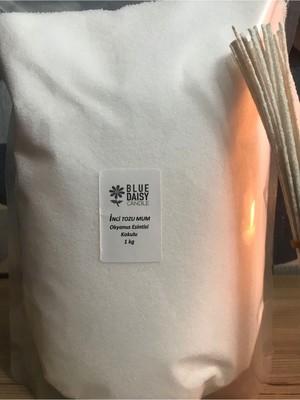 BLUE
DAISY
CANDLE
İNCİ TOZU MUM
Okyanus Esintisi
Kokulu
1 kg